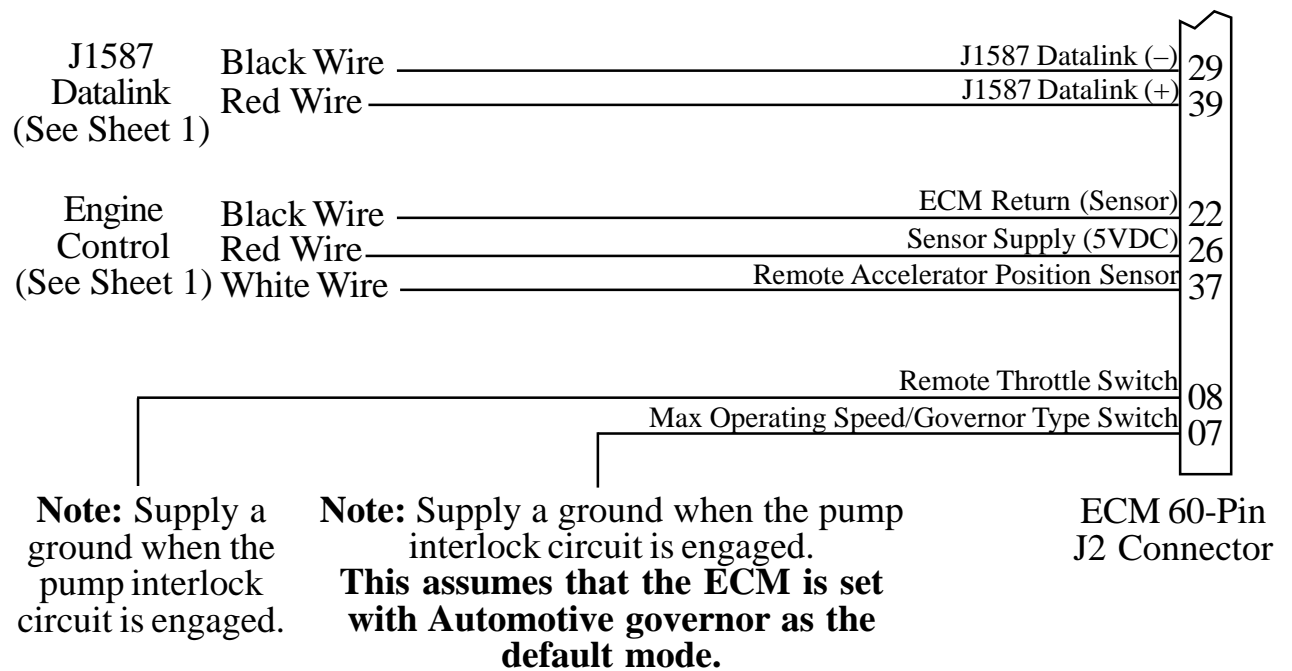 J1587
Datalink
(See Sheet 1)
Black Wire
Red Wire
J1587 Datalink (–)
J1587 Datalink (+)
29
39
Engine
Control
(See Sheet 1)
Black Wire
Red Wire
White Wire
ECM Return (Sensor)
Sensor Supply (5VDC)
Remote Accelerator Position Sensor
22
26
37
Remote Throttle Switch
08
Max Operating Speed/Governor Type Switch
07
Note: Supply a
ground when the
pump interlock
circuit is engaged.
Note: Supply a ground when the pump
interlock circuit is engaged.
This assumes that the ECM is set
with Automotive governor as the
default mode.
ECM 60-Pin
J2 Connector